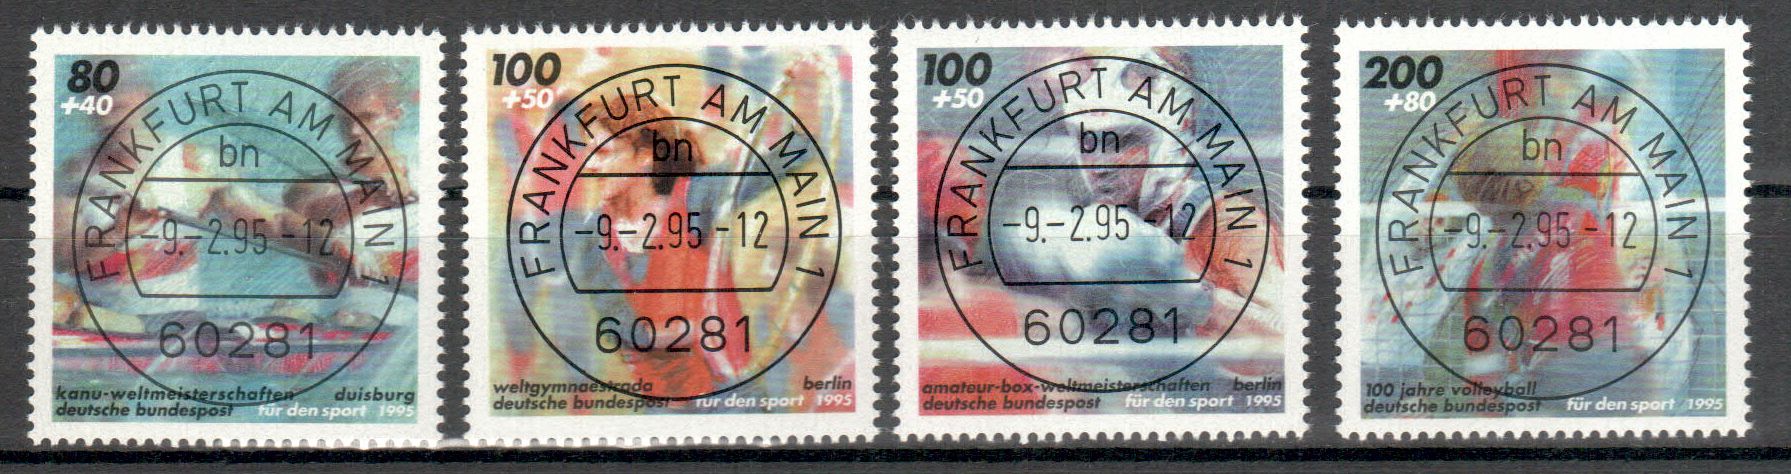 80
+40
FRANKFURT AM MAIN 1
bn
-9.-2.95-12
60281
kanu-weltmeisterschaften duisburg
deutsche bundespost für den sport 1995
100
+50
FRANKFURT AM MAIN 1
bn
-9.-2.95-12
60281
weltgymnaestrada berlin
deutsche bundespost für den sport 1995
100
+50
FRANKFURT AM MAIN 1
bn
-9.-2.95-12
60281
amateur-box-weltmeisterschaften berlin
deutsche bundespost für den sport 1995
200
+80
FRANKFURT AM MAIN 1
bn
-9.-2.95-12
60281
100 jahre volleyball
deutsche bundespost für den sport 1995